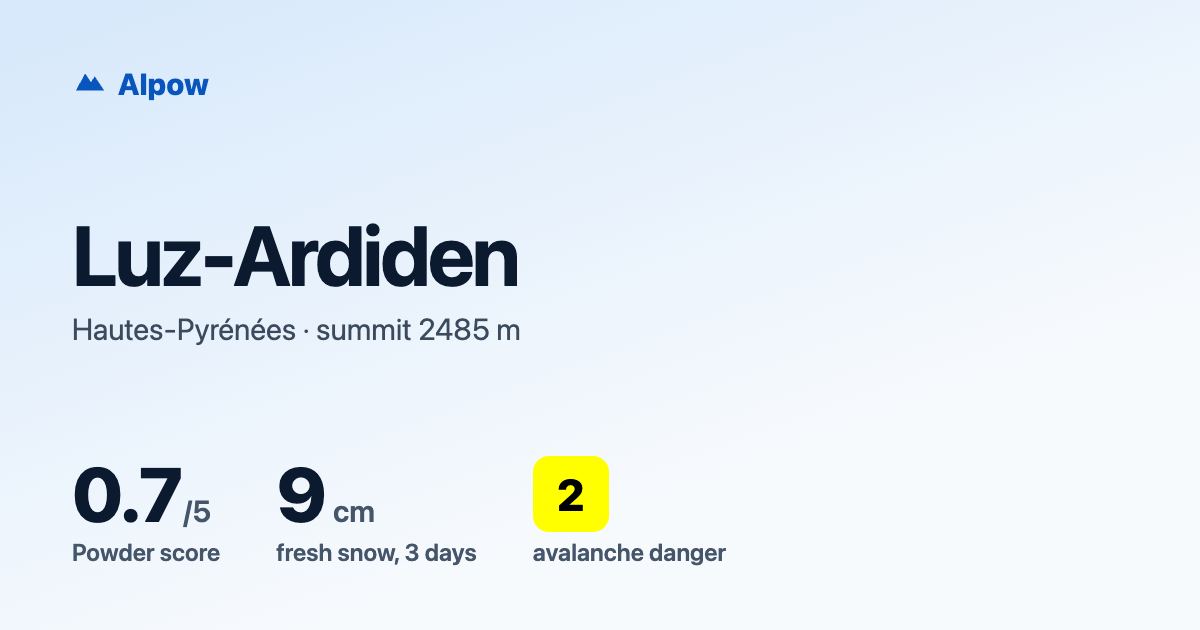 Alpow
Luz-Ardiden
Hautes-Pyrénées · summit 2485 m
0.7/5 9 cm 2
Powder score fresh snow, 3 days avalanche danger